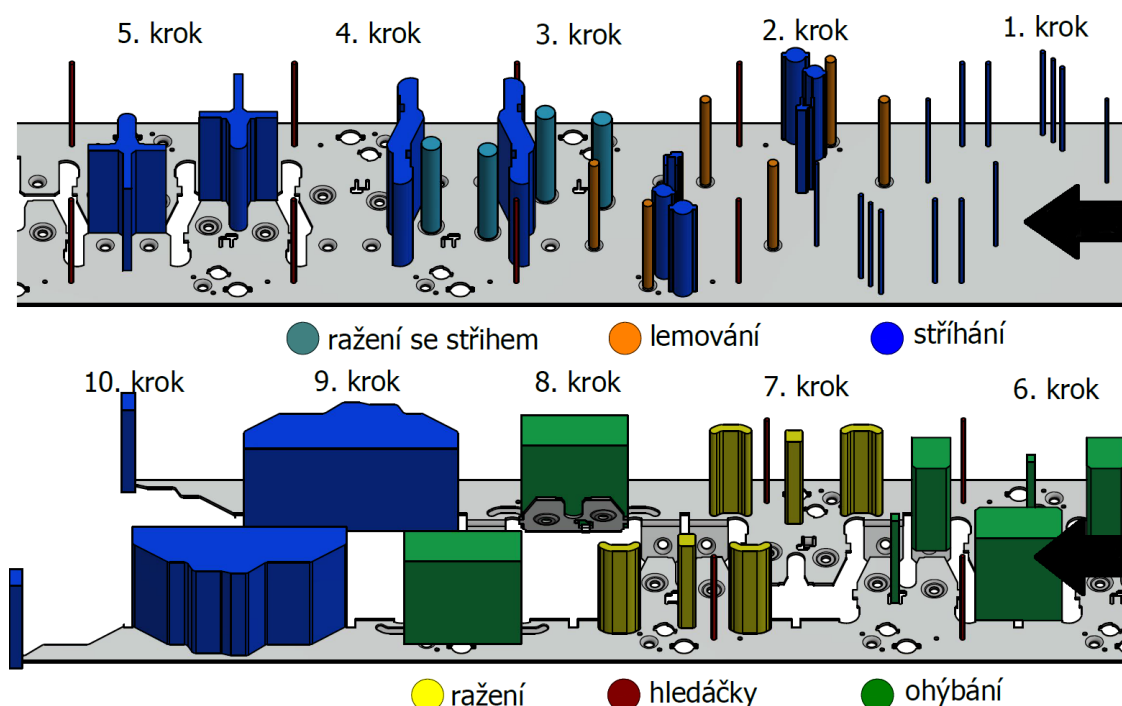 5. krok 4. krok 3. krok 2. krok 1. krok
ražení se střihem lemování stříhání
10. krok 9. krok 8. krok 7. krok 6. krok
ražení hledáčky ohýbání